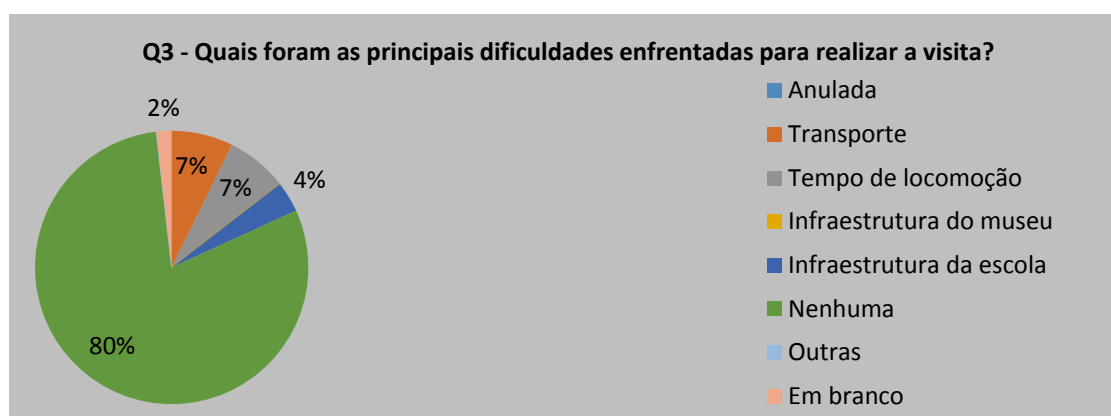 Q3 - Quais foram as principais dificuldades enfrentadas para realizar a visita?
2%
7%
7%
4%
80%
Anulada
Transporte
Tempo de locomoção
Infraestrutura do museu
Infraestrutura da escola
Nenhuma
Outras
Em branco